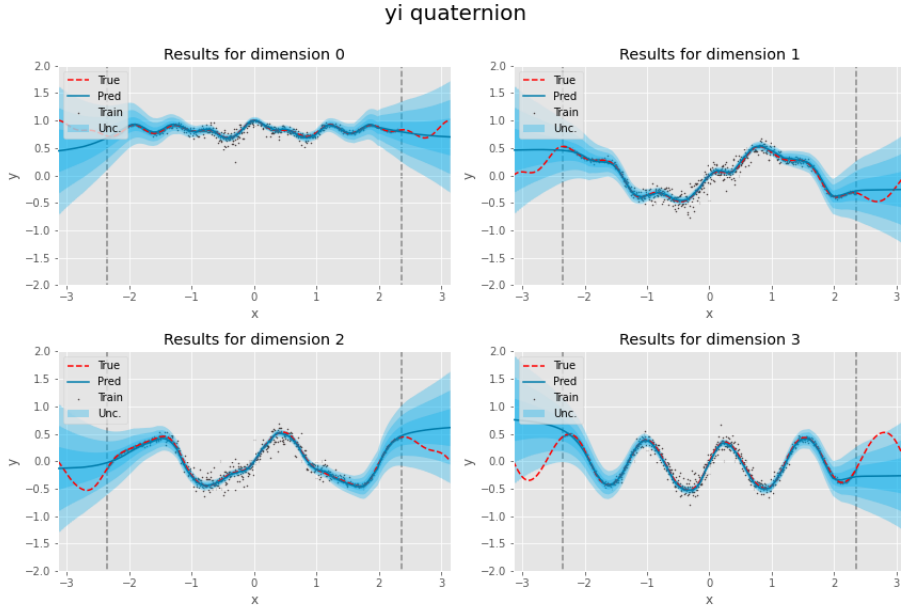 yi quaternion
Results for dimension 0
2.0
1.5
1.0
0.5
0.0
−0.5
−1.0
−1.5
−2.0
y
True
Pred
Train
Unc.
−3 −2 −1 0 1 2 3
x
Results for dimension 1
2.0
1.5
1.0
0.5
0.0
−0.5
−1.0
−1.5
−2.0
y
True
Pred
Train
Unc.
−3 −2 −1 0 1 2 3
x
Results for dimension 2
2.0
1.5
1.0
0.5
0.0
−0.5
−1.0
−1.5
−2.0
y
True
Pred
Train
Unc.
−3 −2 −1 0 1 2 3
x
Results for dimension 3
2.0
1.5
1.0
0.5
0.0
−0.5
−1.0
−1.5
−2.0
y
True
Pred
Train
Unc.
−3 −2 −1 0 1 2 3
x